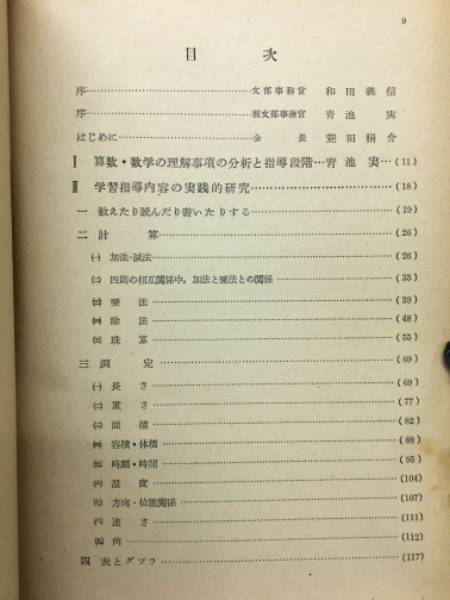 9
目次
序……文部事務官 和田義信
序……前文部事務官 青池実
はじめに……会長 荒田　介
Ⅰ 算数・数学の理解事項の分析と指導段階…青池実…(11)
Ⅱ 学習指導内容の実践的研究……(18)
一 数えたり読んだり書いたりする……(19)
二 計算……(26)
㈠ 加法・減法……(26)
㈡ 四則の相互関係中，加法と乗法との関係……(35)
㈢ 乗法……(39)
㈣ 除法……(48)
㈤ 珠算……(55)
三 測定……(69)
㈠ 長さ……(69)
㈡ 重さ……(77)
㈢ 面積……(82)
㈣ 容積・体積……(88)
㈤ 時刻・時間……(95)
㈥ 温度……(104)
㈦ 方向・位置関係……(107)
㈧ 速さ……(111)
㈨ 角……(112)
四 表とグフラ……(117)